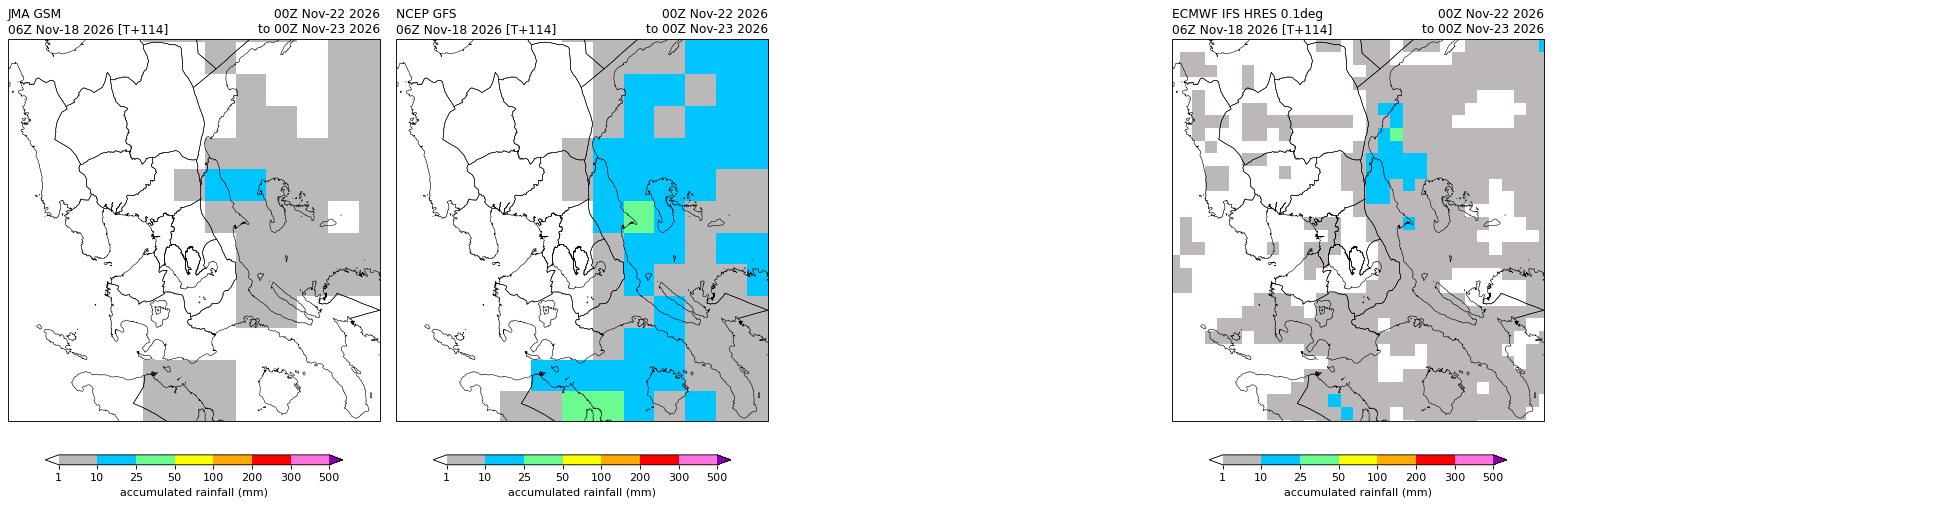 JMA GSM 00Z Nov-22 2026
06Z Nov-18 2026 [T+114] to 00Z Nov-23 2026
1 10 25 50 100 200 300 500
accumulated rainfall (mm)
NCEP GFS 00Z Nov-22 2026
06Z Nov-18 2026 [T+114] to 00Z Nov-23 2026
1 10 25 50 100 200 300 500
accumulated rainfall (mm)
ECMWF IFS HRES 0.1deg 00Z Nov-22 2026
06Z Nov-18 2026 [T+114] to 00Z Nov-23 2026
1 10 25 50 100 200 300 500
accumulated rainfall (mm)